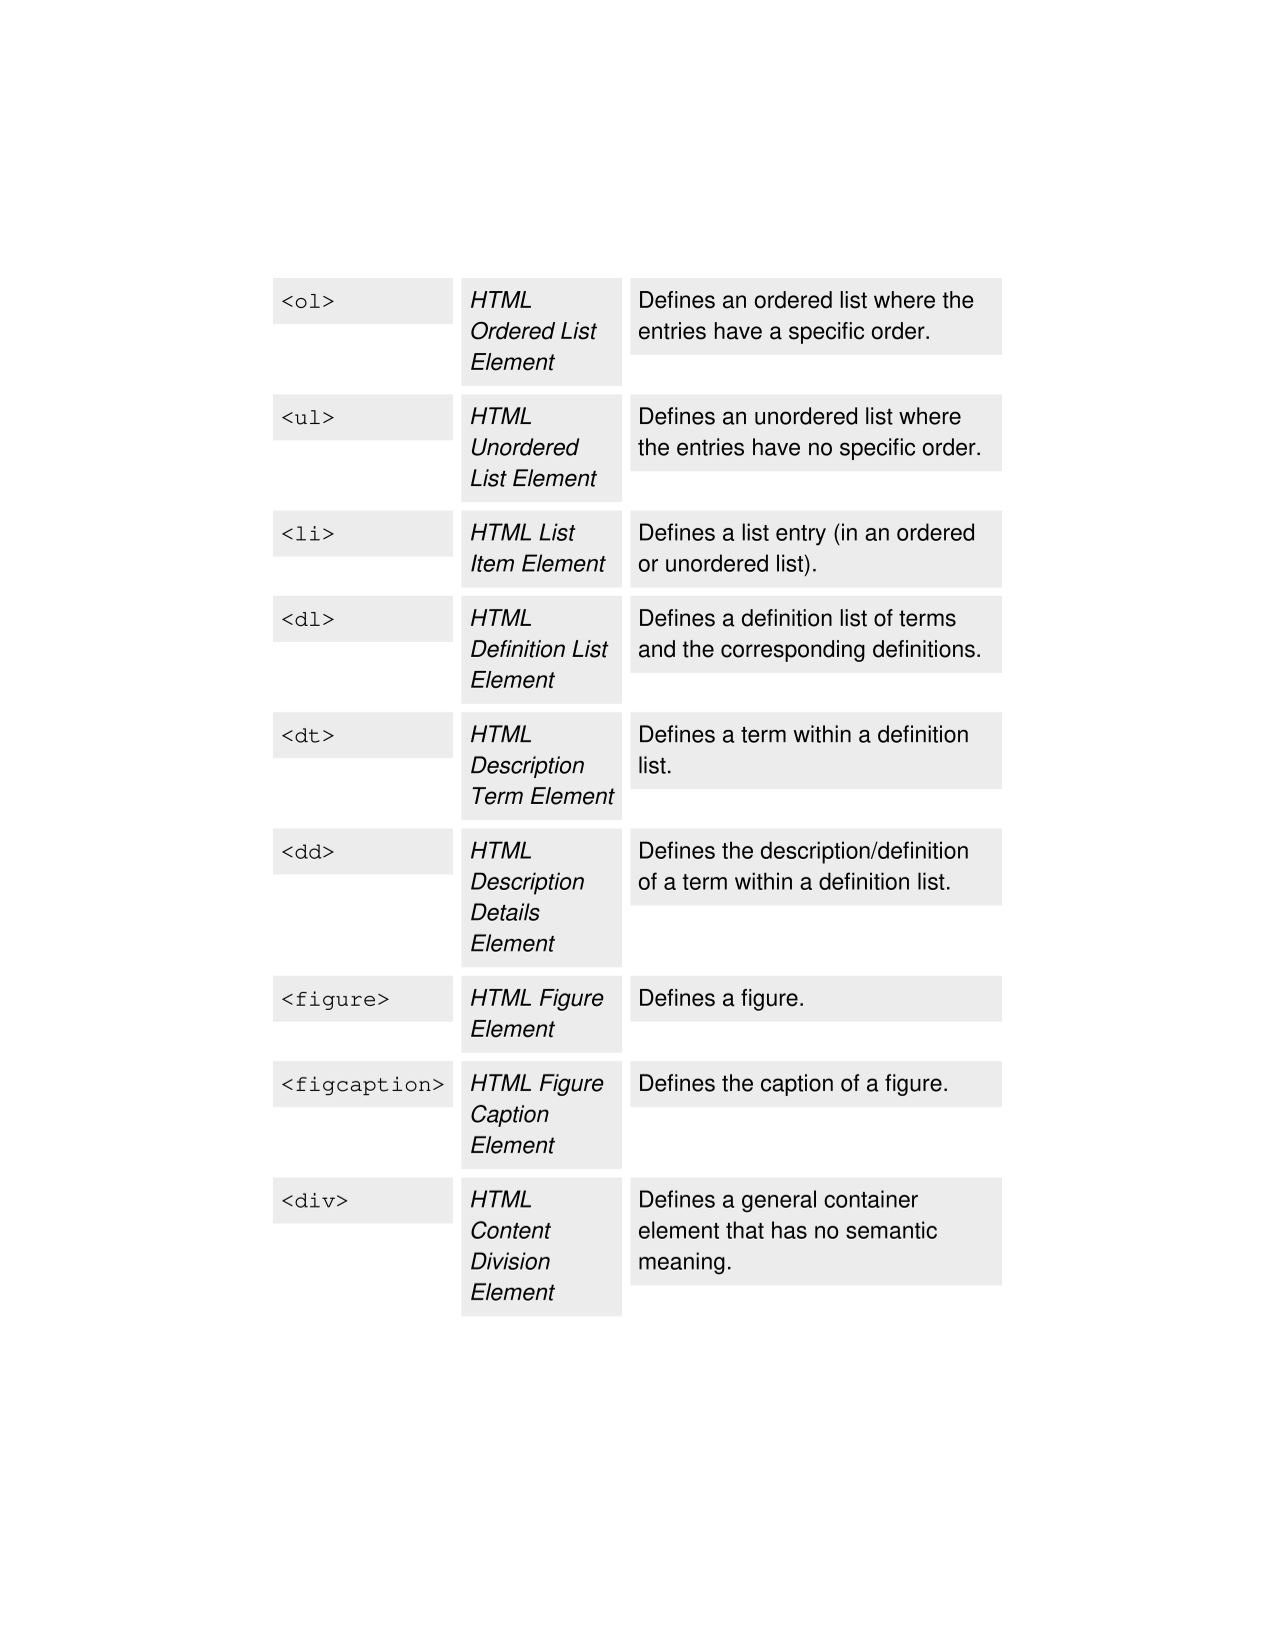 <ol>
HTML
Ordered List
Element
Defines an ordered list where the
entries have a specific order.
<ul>
HTML
Unordered
List Element
Defines an unordered list where
the entries have no specific order.
<li>
HTML List
Item Element
Defines a list entry (in an ordered
or unordered list).
<dl>
HTML
Definition List
Element
Defines a definition list of terms
and the corresponding definitions.
<dt>
HTML
Description
Term Element
Defines a term within a definition
list.
<dd>
HTML
Description
Details
Element
Defines the description/definition
of a term within a definition list.
<figure>
HTML Figure
Element
Defines a figure.
<figcaption>
HTML Figure
Caption
Element
Defines the caption of a figure.
<div>
HTML
Content
Division
Element
Defines a general container
element that has no semantic
meaning.